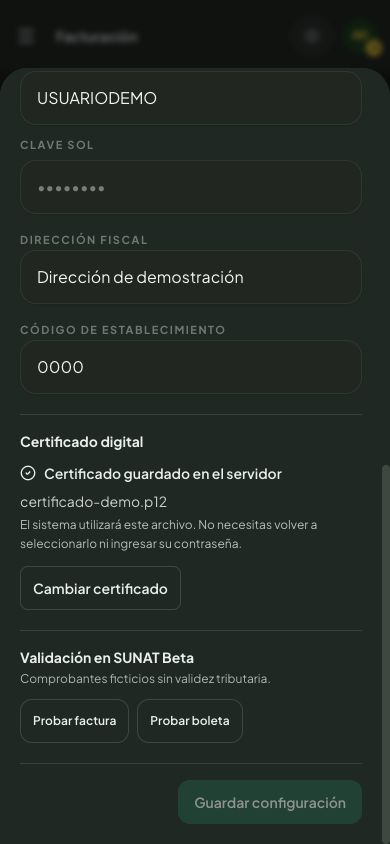 Facturación
USUARIODEMO
CLAVE SOL
DIRECCIÓN FISCAL
Dirección de demostración
CÓDIGO DE ESTABLECIMIENTO
0000
Certificado digital
Certificado guardado en el servidor
certificado-demo.p12
El sistema utilizará este archivo. No necesitas volver a
seleccionarlo ni ingresar su contraseña.
Cambiar certificado
Validación en SUNAT Beta
Comprobantes ficticios sin validez tributaria.
Probar factura
Probar boleta
Guardar configuración